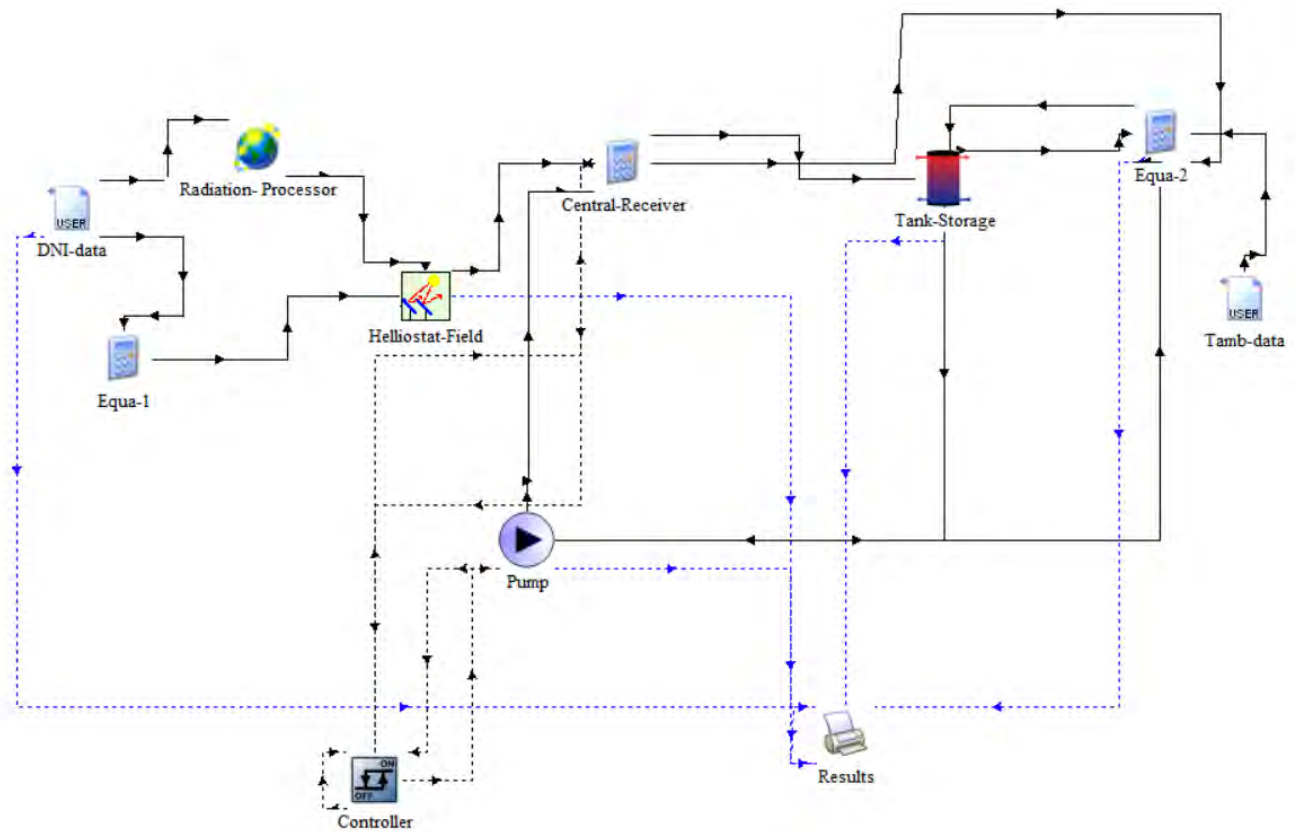 Radiation- Processor
USER
DNI-data
Central-Receiver
Tank-Storage
Equa-2
USER
Tamb-data
Helliostat-Field
Equa-1
Pump
ON
OFF
Controller
Results